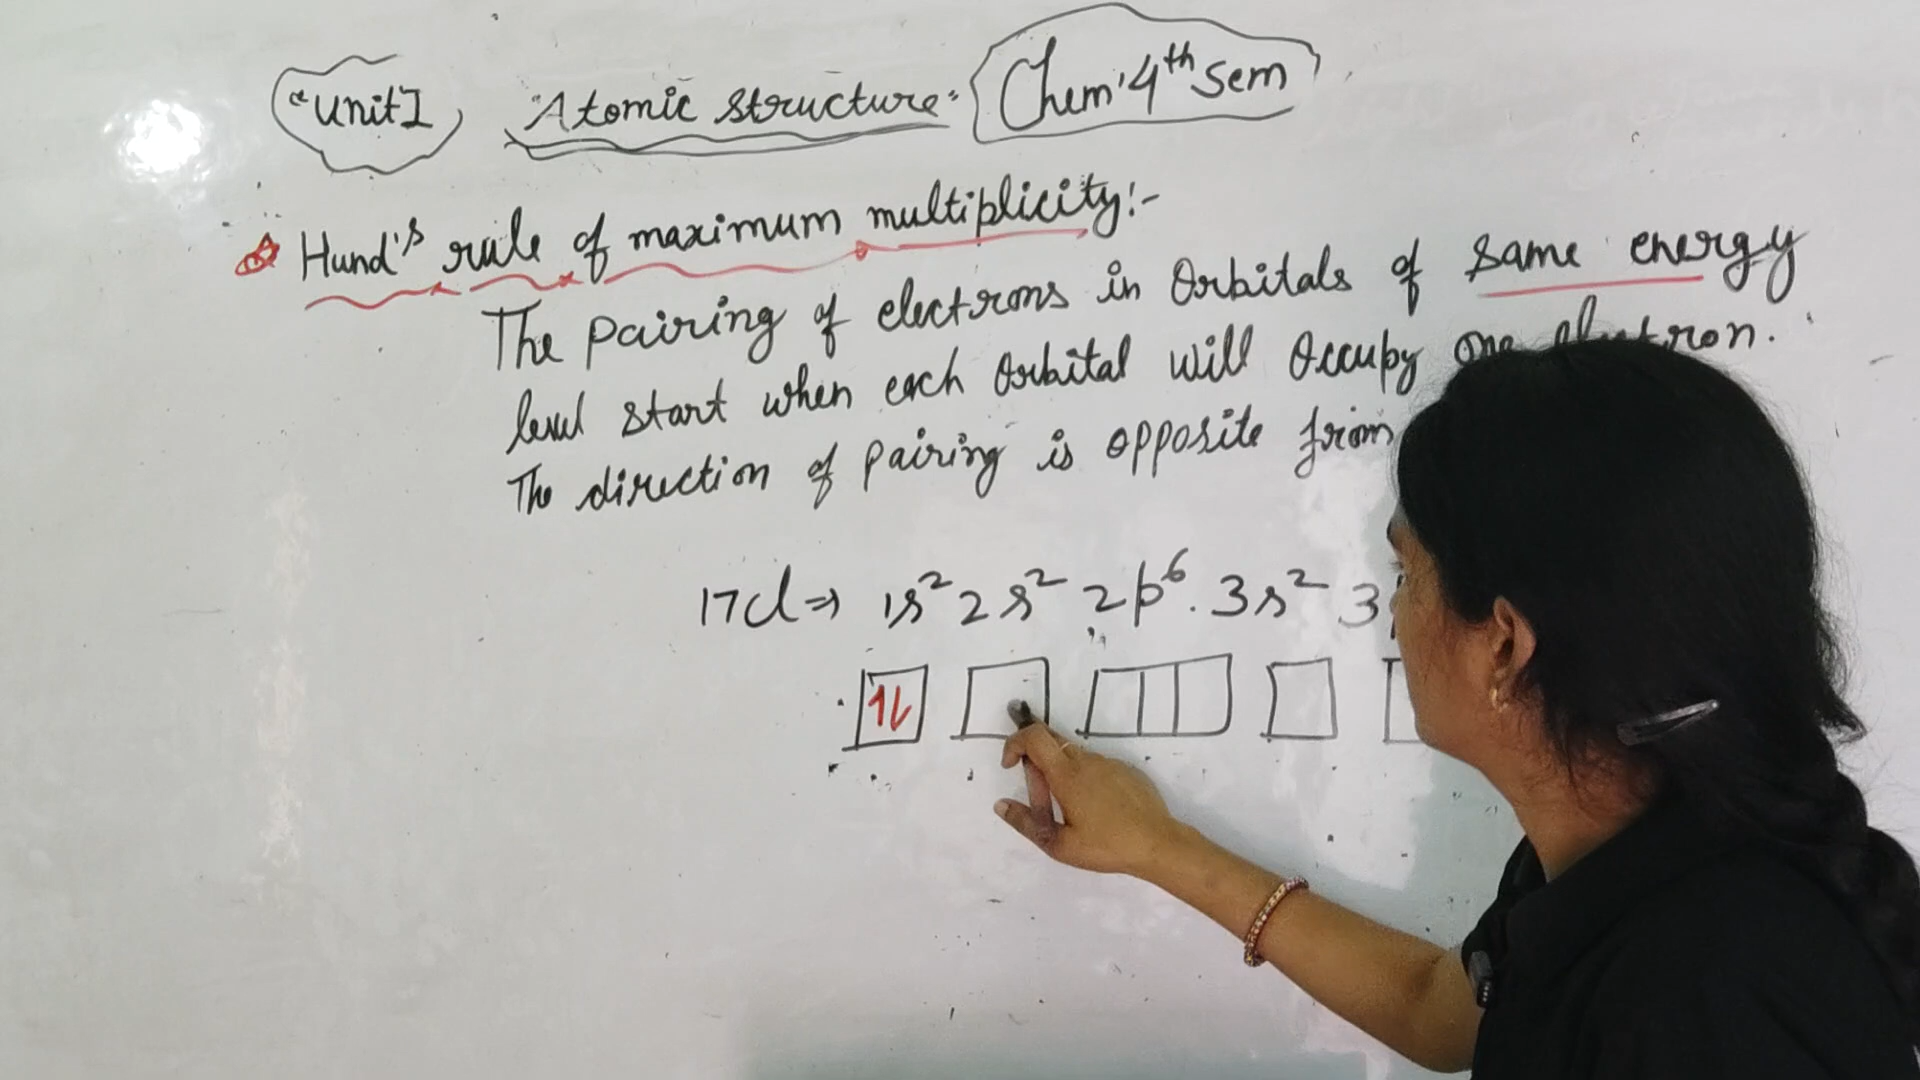 "Unit I
"Atomic structure"
Chem. 4th Sem
Hund's rule of maximum multiplicity:-
The pairing of electrons in Orbitals of same energy
level start when each Orbital will Occupy one electron.
The direction of pairing is opposite from
17Cl ⇒ 1s² 2s² 2p⁶ 3s² 3
1l